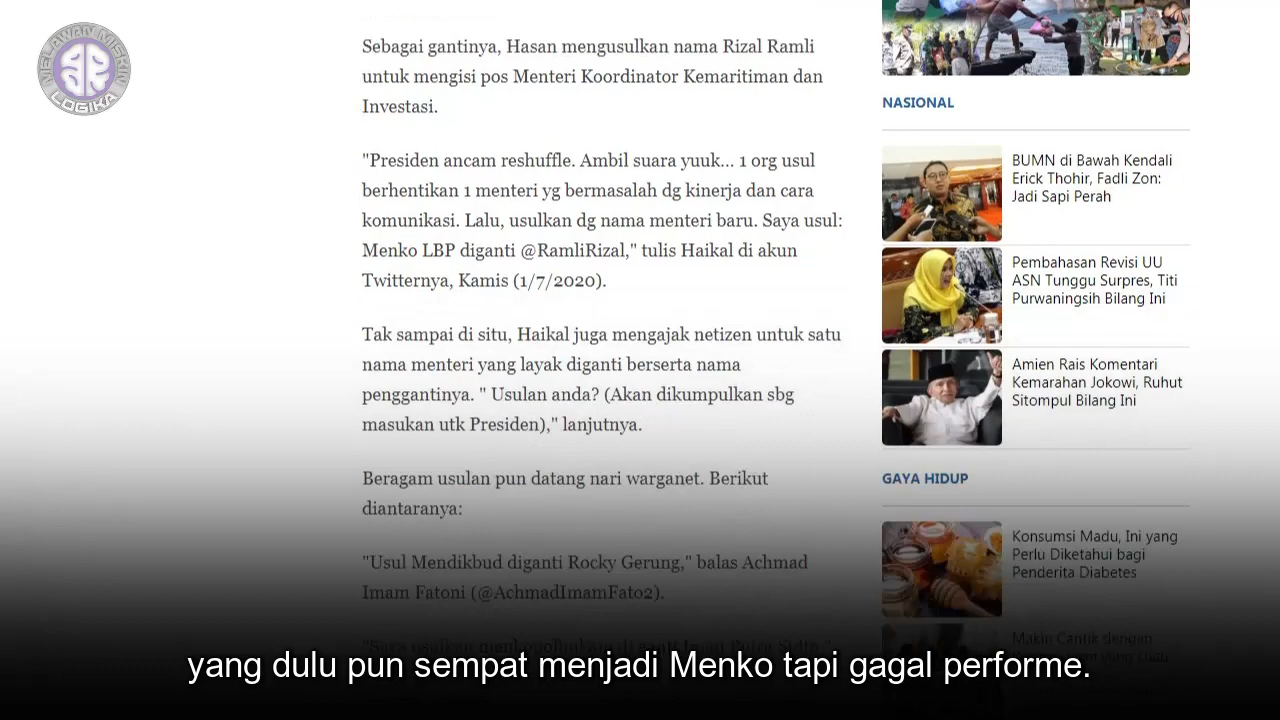 MELAWAN MISKIN
LOGIKA
Sebagai gantinya, Hasan mengusulkan nama Rizal Ramli
untuk mengisi pos Menteri Koordinator Kemaritiman dan
Investasi.
"Presiden ancam reshuffle. Ambil suara yuuk... 1 org usul
berhentikan 1 menteri yg bermasalah dg kinerja dan cara
komunikasi. Lalu, usulkan dg nama menteri baru. Saya usul:
Menko LBP diganti @RamliRizal," tulis Haikal di akun
Twitternya, Kamis (1/7/2020).
Tak sampai di situ, Haikal juga mengajak netizen untuk satu
nama menteri yang layak diganti berserta nama
penggantinya. " Usulan anda? (Akan dikumpulkan sbg
masukan utk Presiden)," lanjutnya.
Beragam usulan pun datang nari warganet. Berikut
diantaranya:
"Usul Mendikbud diganti Rocky Gerung," balas Achmad
Imam Fatoni (@AchmadImamFato2).
NASIONAL
BUMN di Bawah Kendali
Erick Thohir, Fadli Zon:
Jadi Sapi Perah
Pembahasan Revisi UU
ASN Tunggu Surpres, Titi
Purwaningsih Bilang Ini
Amien Rais Komentari
Kemarahan Jokowi, Ruhut
Sitompul Bilang Ini
GAYA HIDUP
Konsumsi Madu, Ini yang
Perlu Diketahui bagi
Penderita Diabetes
Makin Cantik dengan
yang dulu pun sempat menjadi Menko tapi gagal performe.